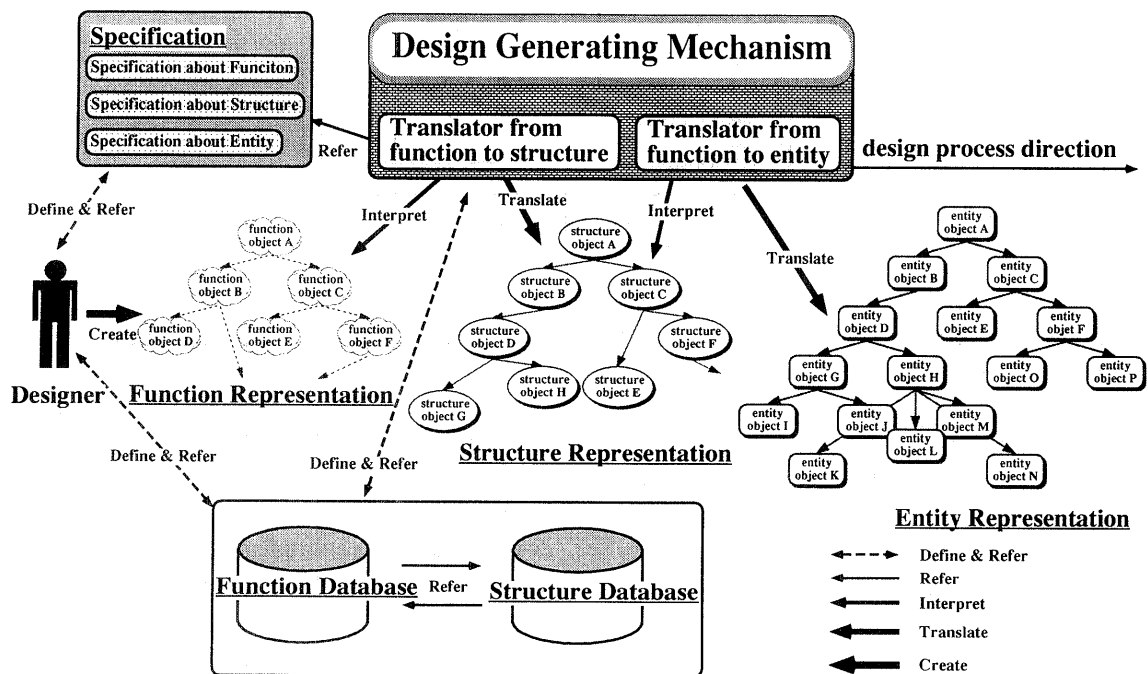 Specification
Specification about Funciton
Specification about Structure
Specification about Entity
Design Generating Mechanism
Translator from
function to structure
Translator from
function to entity
Refer
design process direction
Define & Refer
Interpret
Translate
Interpret
Translate
Designer
Create
function
object A
function
object B
function
object C
function
object D
function
object E
function
object F
Function Representation
structure
object A
structure
object B
structure
object C
structure
object D
structure
object F
structure
object G
structure
object H
structure
object E
Structure Representation
entity
object A
entity
object B
entity
object C
entity
object D
entity
object E
entity
objet F
entity
object G
entity
object H
entity
object O
entity
object P
entity
object I
entity
object J
entity
object L
entity
object M
entity
object K
entity
object N
Entity Representation
Define & Refer
Define & Refer
Function Database
Refer
Structure Database
Define & Refer
Refer
Interpret
Translate
Create